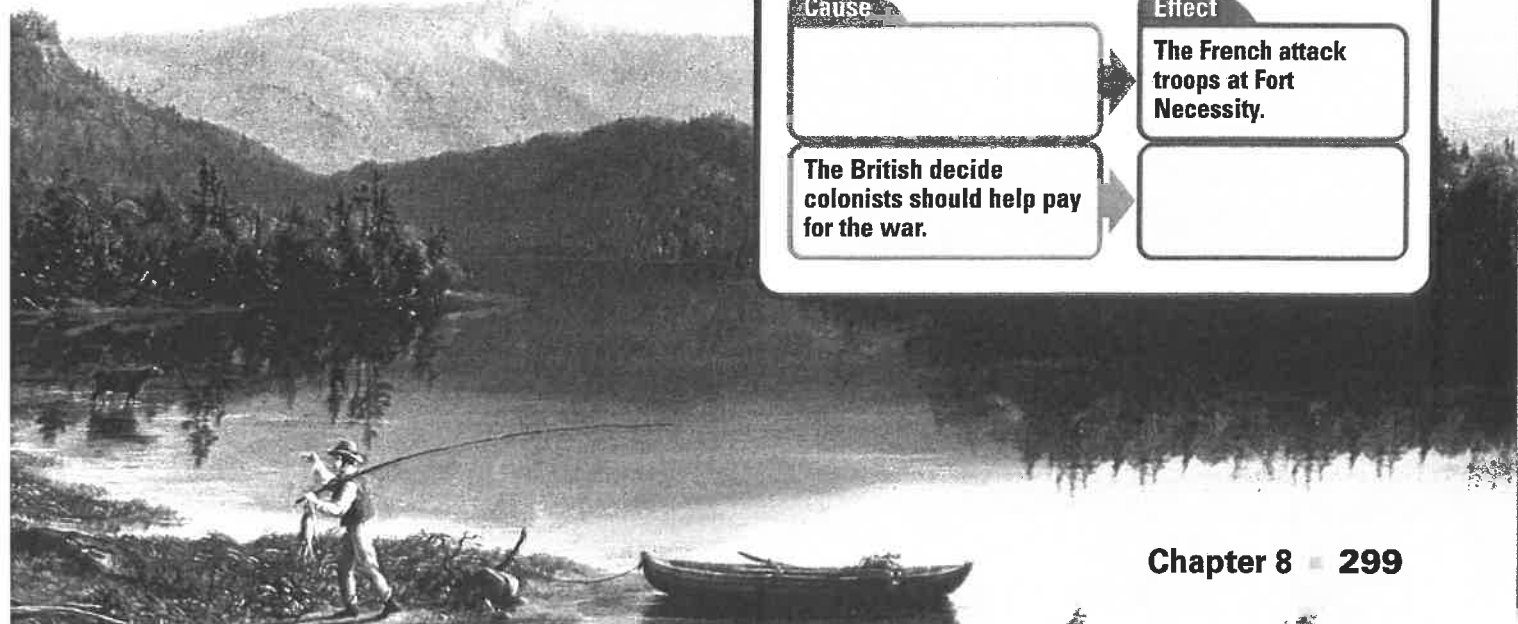 Cause
Effect
The French attack
troops at Fort
Necessity.
The British decide
colonists should help pay
for the war.
Chapter 8 299